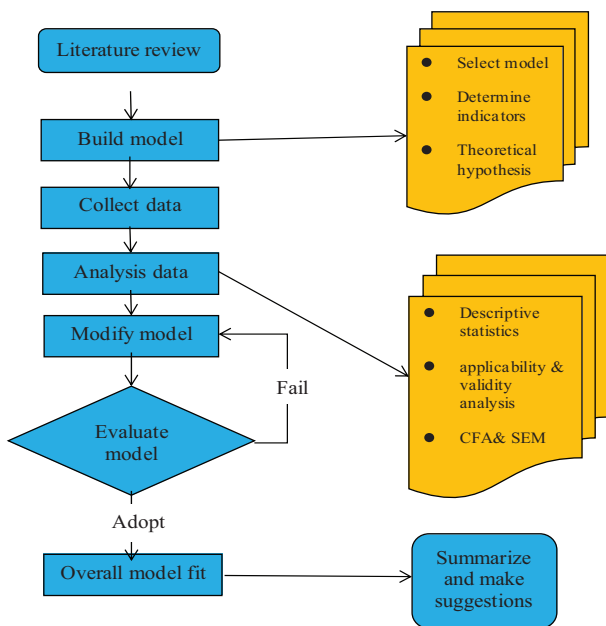 Literature review
Build model
Collect data
Analysis data
Modify model
Fail
Evaluate
model
Adopt
Overall model fit
● Select model
● Determine
indicators
● Theoretical
hypothesis
● Descriptive
statistics
● applicability &
validity
analysis
● CFA& SEM
Summarize
and make
suggestions